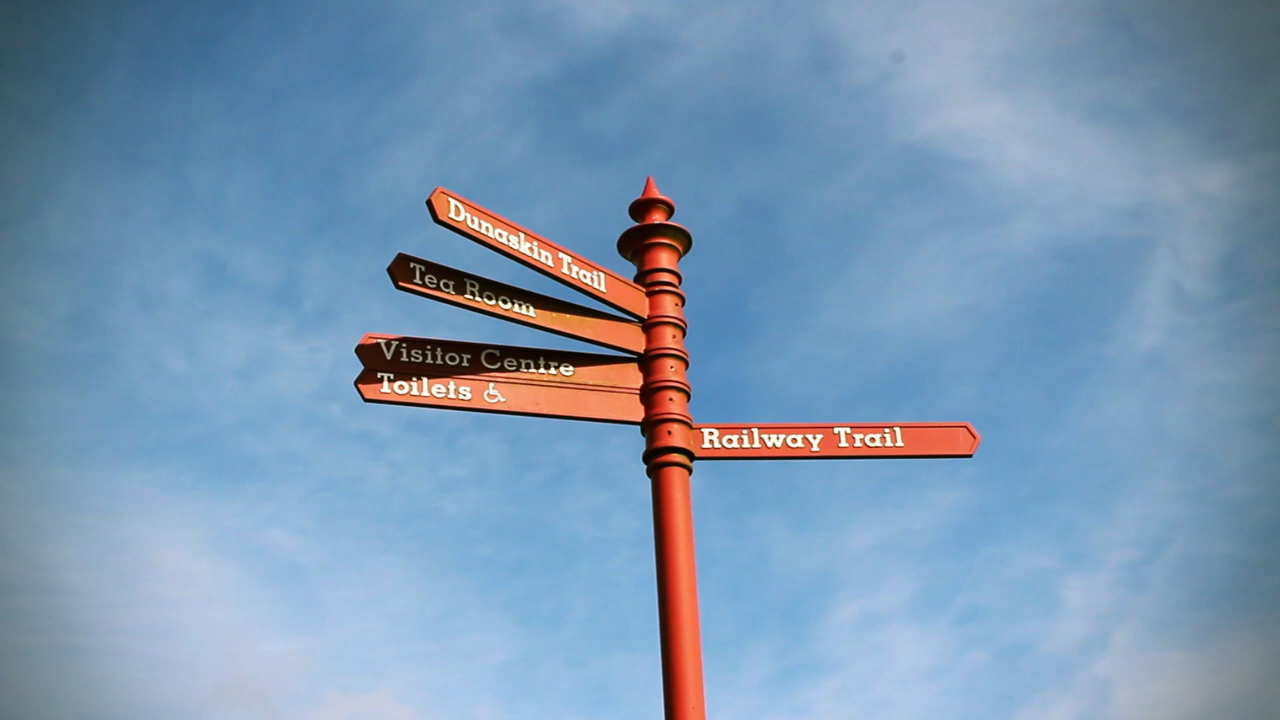 Dunaskin Trail
Tea Room
Visitor Centre
Toilets
Railway Trail